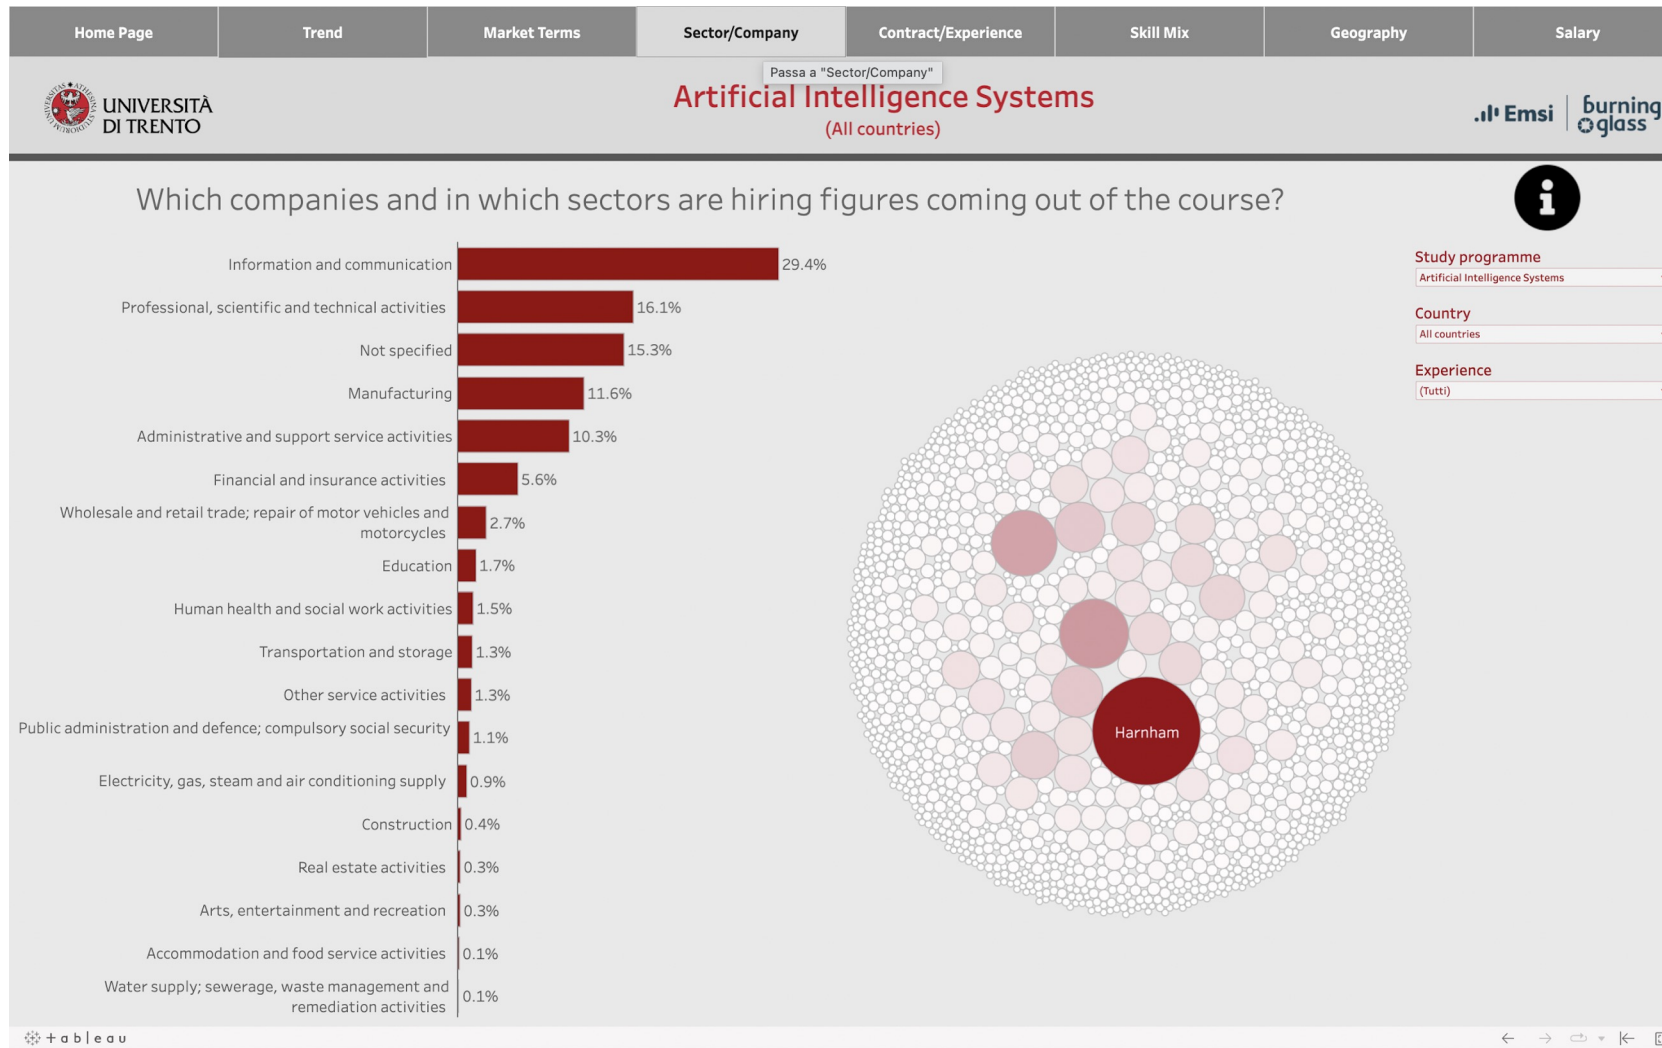 Home Page
Trend
Market Terms
Sector/Company
Contract/Experience
Skill Mix
Geography
Salary
Passa a "Sector/Company"
UNIVERSITÀ
DI TRENTO
Artificial Intelligence Systems
(All countries)
Emsi
burning
glass
Which companies and in which sectors are hiring figures coming out of the course?
Information and communication 29.4%
Professional, scientific and technical activities 16.1%
Not specified 15.3%
Manufacturing 11.6%
Administrative and support service activities 10.3%
Financial and insurance activities 5.6%
Wholesale and retail trade; repair of motor vehicles and
motorcycles 2.7%
Education 1.7%
Human health and social work activities 1.5%
Transportation and storage 1.3%
Other service activities 1.3%
Public administration and defence; compulsory social security 1.1%
Electricity, gas, steam and air conditioning supply 0.9%
Construction 0.4%
Real estate activities 0.3%
Arts, entertainment and recreation 0.3%
Accommodation and food service activities 0.1%
Water supply; sewerage, waste management and
remediation activities 0.1%
Harnham
Study programme
Artificial Intelligence Systems
Country
All countries
Experience
(Tutti)
+ableau